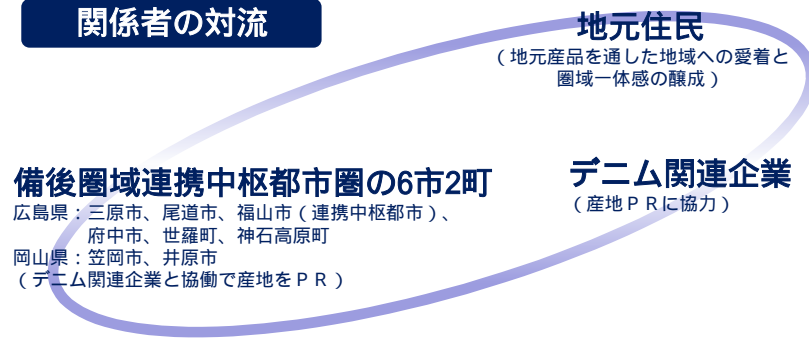 関係者の対流
地元住民
（地元産品を通した地域への愛着と
圏域一体感の醸成）
備後圏域連携中枢都市圏の6市2町
広島県：三原市、尾道市、福山市（連携中枢都市）、
府中市、世羅町、神石高原町
岡山県：笠岡市、井原市
（デニム関連企業と協働で産地をＰＲ）
デニム関連企業
（産地ＰＲに協力）